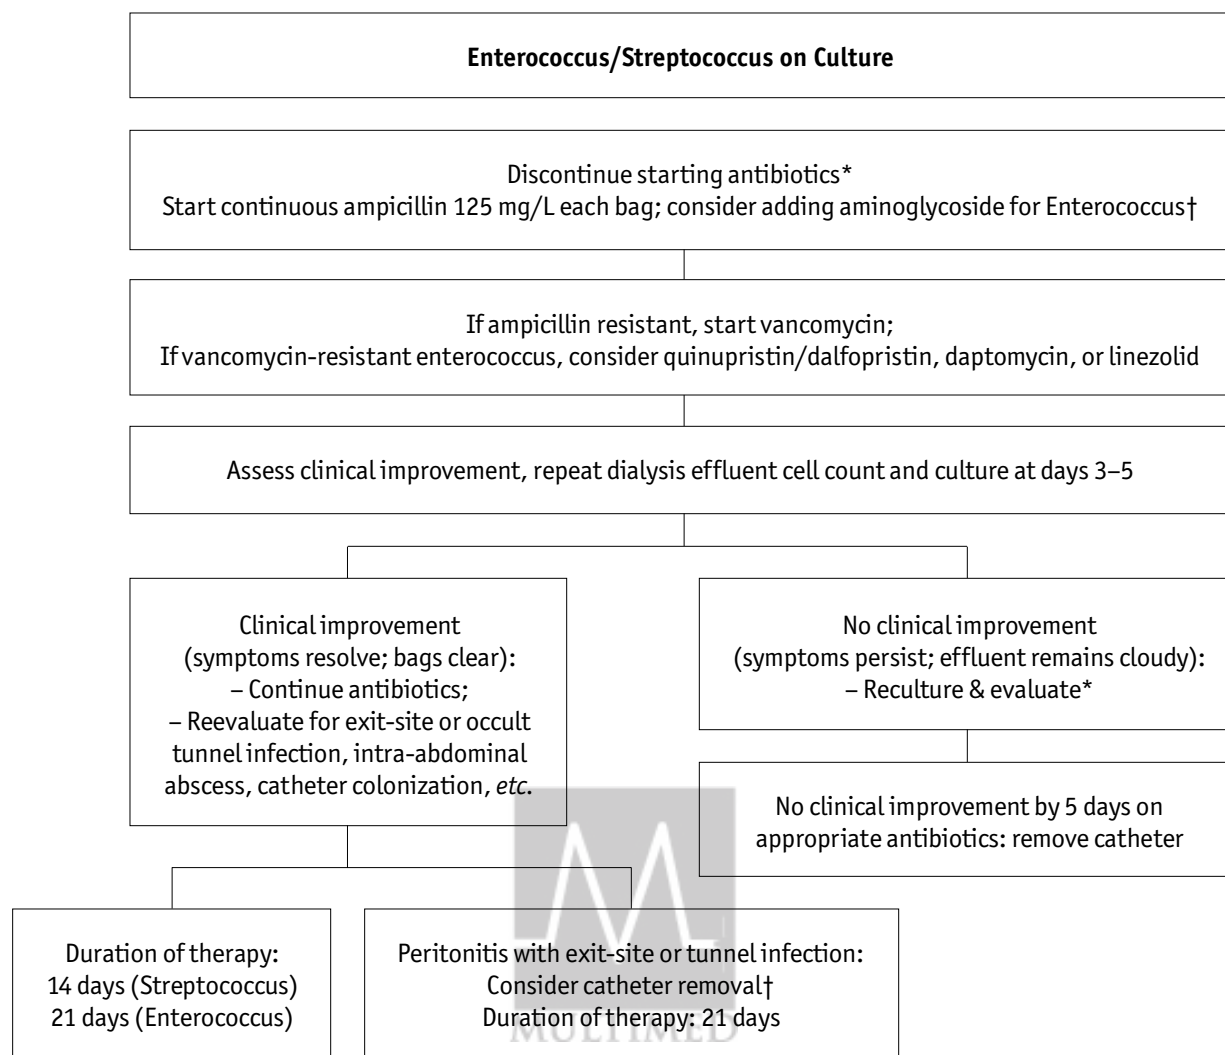 Enterococcus/Streptococcus on Culture
Discontinue starting antibiotics*
Start continuous ampicillin 125 mg/L each bag; consider adding aminoglycoside for Enterococcus†
If ampicillin resistant, start vancomycin;
If vancomycin-resistant enterococcus, consider quinupristin/dalfopristin, daptomycin, or linezolid
Assess clinical improvement, repeat dialysis effluent cell count and culture at days 3–5
Clinical improvement
(symptoms resolve; bags clear):
– Continue antibiotics;
– Reevaluate for exit-site or occult
tunnel infection, intra-abdominal
abscess, catheter colonization, etc.
No clinical improvement
(symptoms persist; effluent remains cloudy):
– Reculture & evaluate*
No clinical improvement by 5 days on
appropriate antibiotics: remove catheter
Duration of therapy:
14 days (Streptococcus)
21 days (Enterococcus)
Peritonitis with exit-site or tunnel infection:
Consider catheter removal†
Duration of therapy: 21 days
MULTIMED